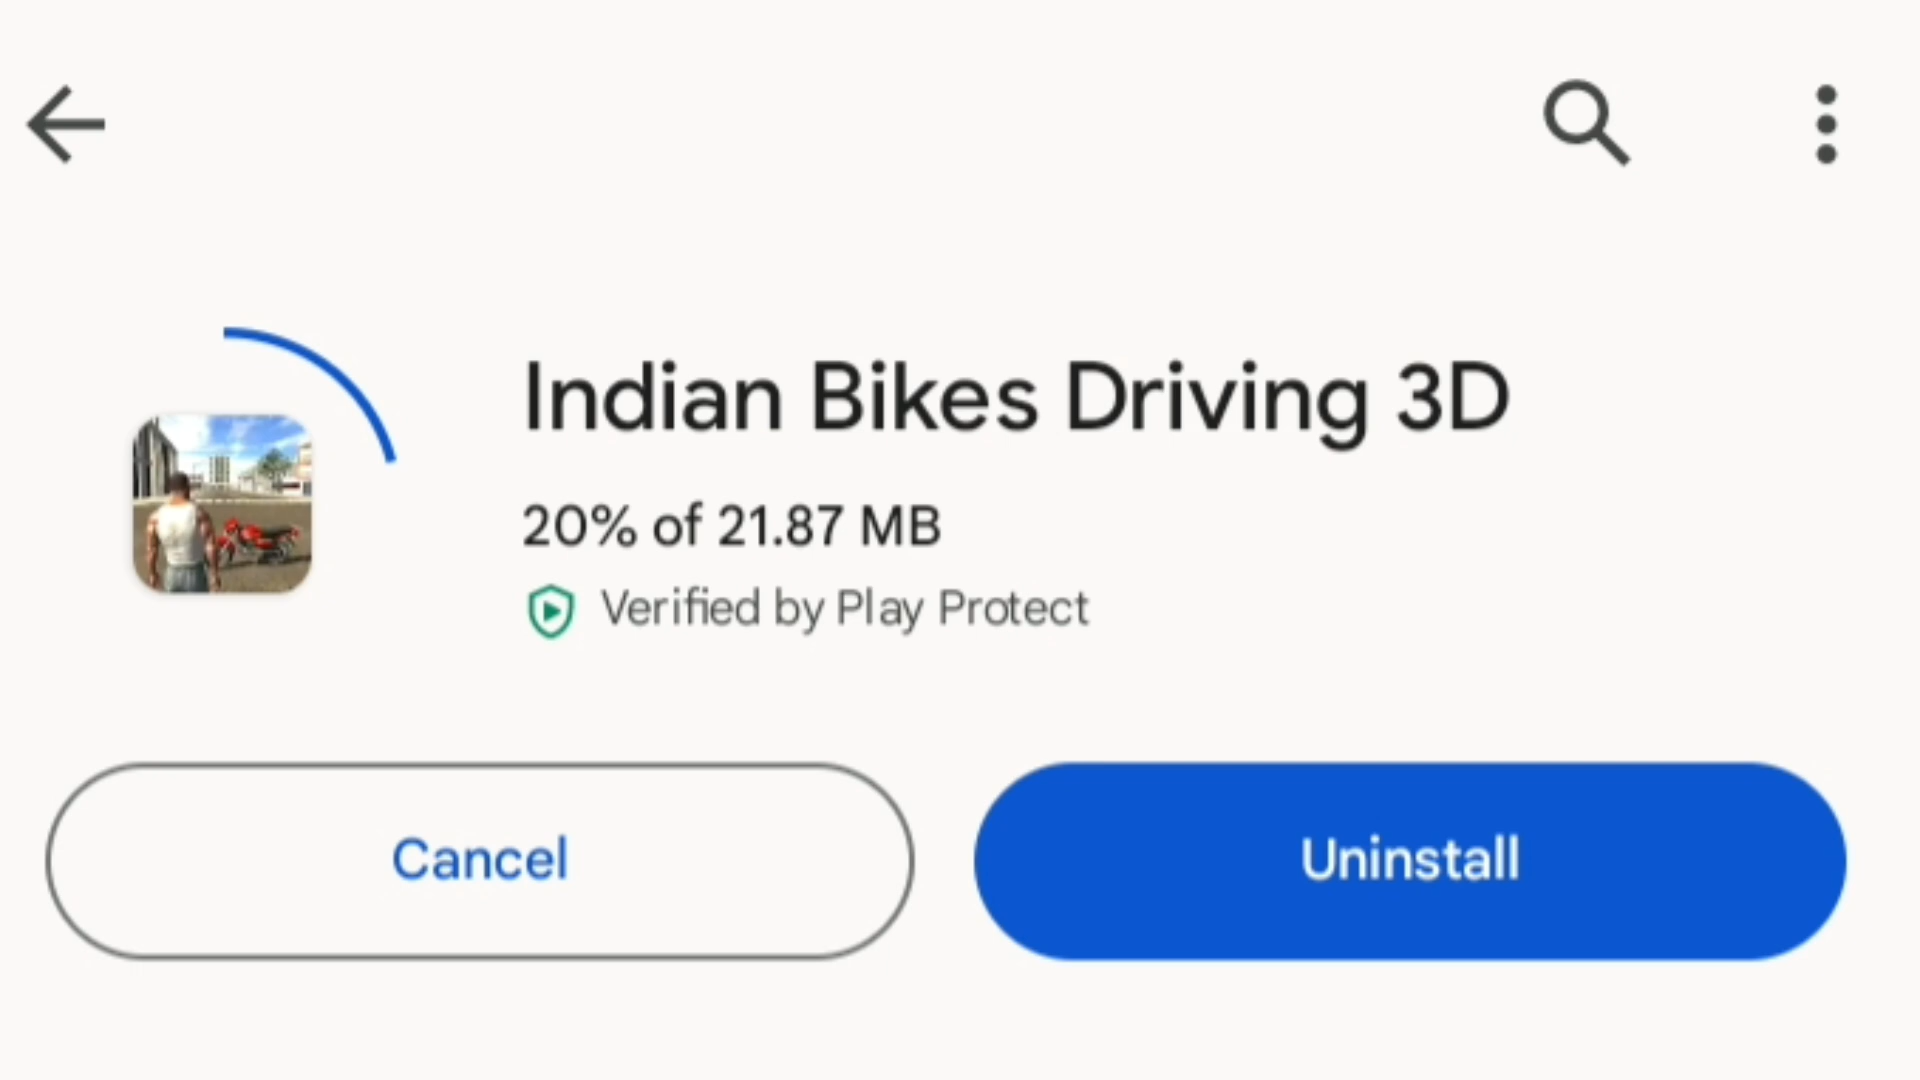 Indian Bikes Driving 3D
20% of 21.87 MB
Verified by Play Protect
Cancel
Uninstall